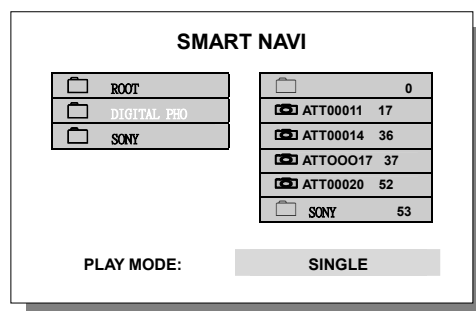 SMART NAVI
ROOT
DIGITAL PHO
SONY
0
ATT00011 17
ATT00014 36
ATTOOO17 37
ATT00020 52
SONY 53
PLAY MODE: SINGLE